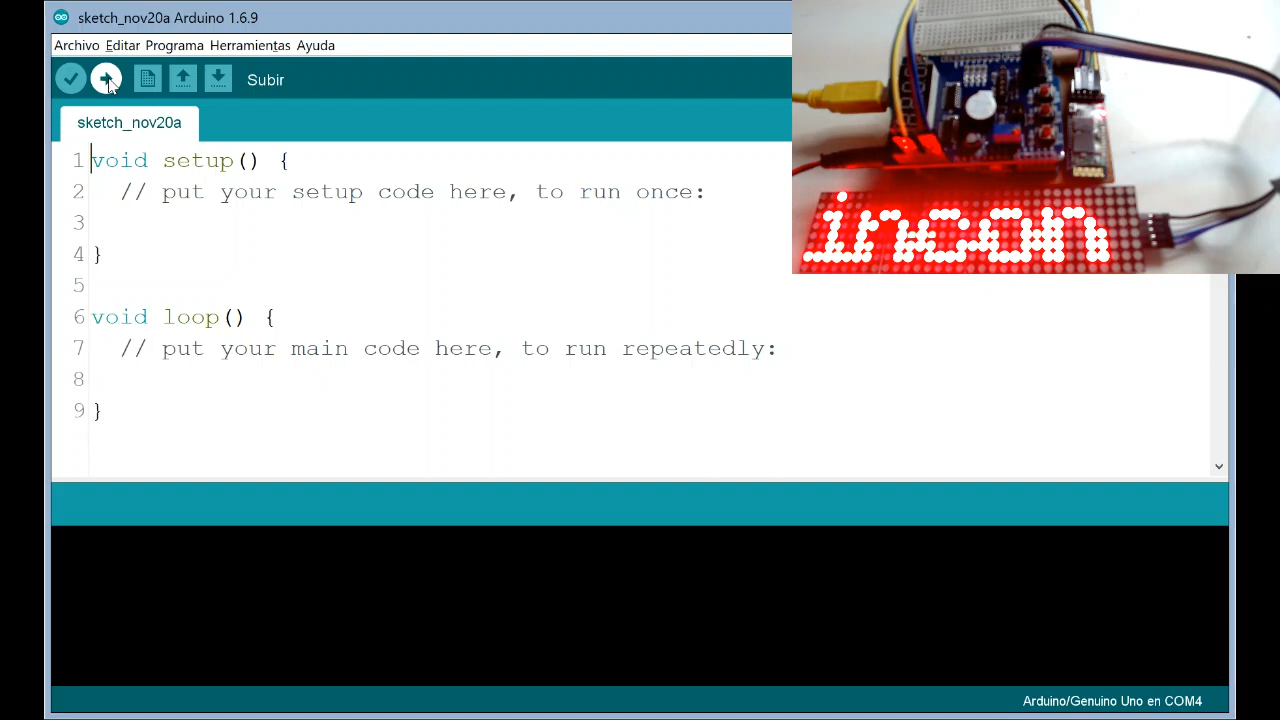 sketch_nov20a Arduino 1.6.9
Archivo Editar Programa Herramientas Ayuda
Subir
sketch_nov20a
1 void setup() {
2 // put your setup code here, to run once:
3
4 }
5
6 void loop() {
7 // put your main code here, to run repeatedly:
8
9 }
incon
Arduino/Genuino Uno en COM4